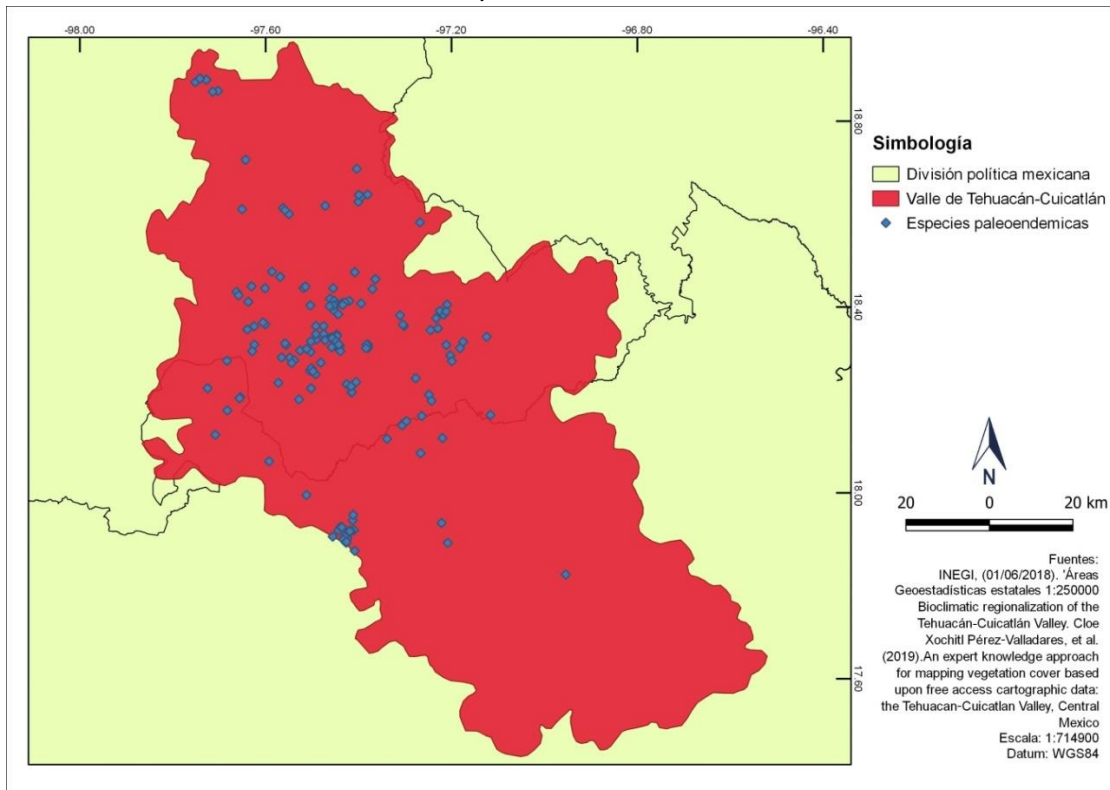 -98.00
-97.60
-97.20
-96.80
-96.40
18.80
18.40
18.00
17.60
Simbología
División política mexicana
Valle de Tehuacán-Cuicatlán
Especies paleoendemicas
N
20 0 20 km
Fuentes:
INEGI, (01/06/2018). 'Áreas
Geoestadísticas estatales 1:250000
Bioclimatic regionalization of the
Tehuacán-Cuicatlán Valley. Cloe
Xochitl Pérez-Valladares, et al.
(2019).An expert knowledge approach
for mapping vegetation cover based
upon free access cartographic data:
the Tehuacan-Cuicatlan Valley, Central
Mexico
Escala: 1:714900
Datum: WGS84